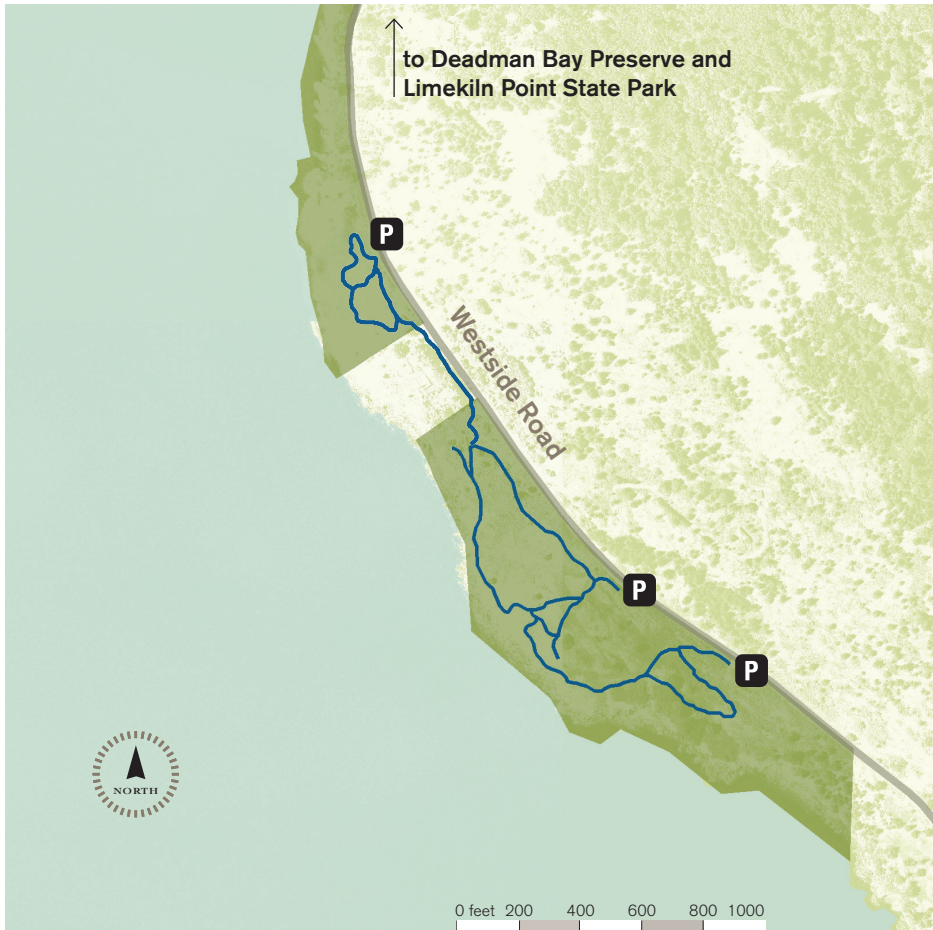 to Deadman Bay Preserve and
Limekiln Point State Park
P
Westside Road
P
P
NORTH
0 feet 200 400 600 800 1000